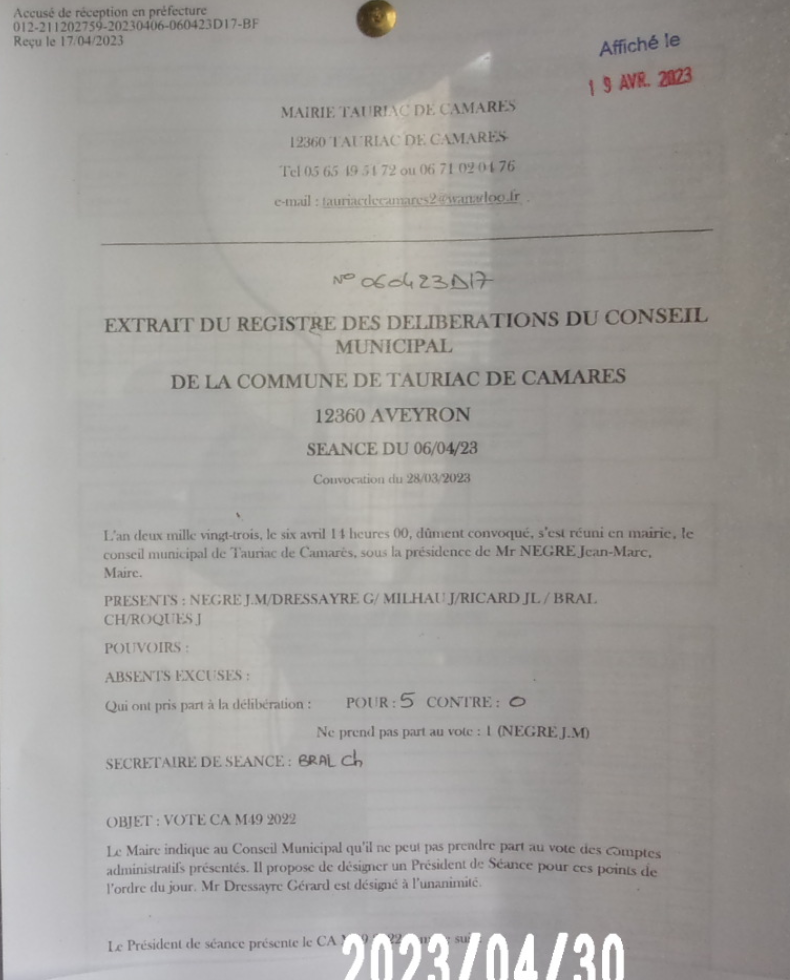 Accusé de réception en préfecture
012-211202759-20230406-060423D17-BF
Reçu le 17/04/2023
Affiché le
19 AVR. 2023
MAIRIE TAURIAC DE CAMARES
12360 TAURIAC DE CAMARES
Tel 05 65 49 51 72 ou 06 71 02 04 76
e-mail : tauriacdecamares2@wanadoo.fr
N° 060423D17
EXTRAIT DU REGISTRE DES DELIBERATIONS DU CONSEIL
MUNICIPAL
DE LA COMMUNE DE TAURIAC DE CAMARES
12360 AVEYRON
SEANCE DU 06/04/23
Convocation du 28/03/2023
L'an deux mille vingt-trois, le six avril 14 heures 00, dûment convoqué, s'est réuni en mairie, le
conseil municipal de Tauriac de Camarès, sous la présidence de Mr NEGRE Jean-Marc,
Maire.
PRESENTS : NEGRE J.M/DRESSAYRE G/ MILHAU J/RICARD JL / BRAL
CH/ROQUES J
POUVOIRS :
ABSENTS EXCUSES :
Qui ont pris part à la délibération : POUR : 5 CONTRE : 0
Ne prend pas part au vote : 1 (NEGRE J.M)
SECRETAIRE DE SEANCE : BRAL Ch
OBJET : VOTE CA M49 2022
Le Maire indique au Conseil Municipal qu'il ne peut pas prendre part au vote des comptes
administratifs présentés. Il propose de désigner un Président de Séance pour ces points de
l'ordre du jour. Mr Dressayre Gérard est désigné à l'unanimité.
Le Président de séance présente le CA
2023/04/30